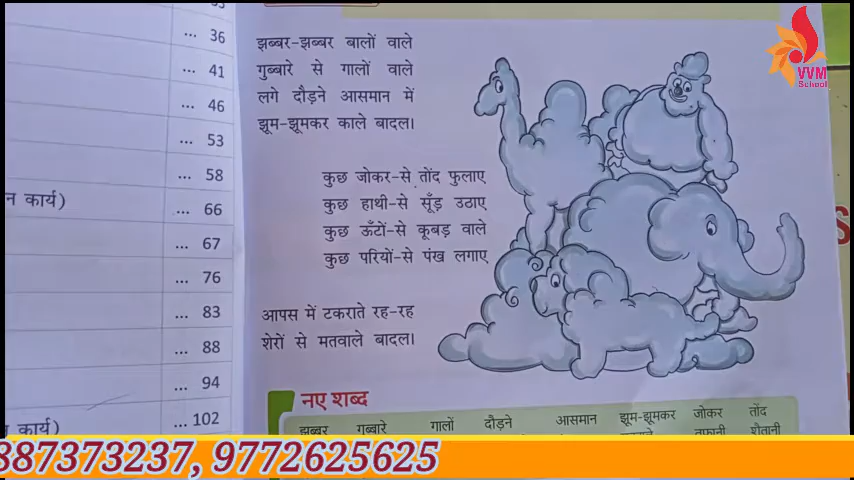 ... 36
... 41
... 46
... 53
... 58
न कार्य)
... 66
... 67
... 76
... 83
... 88
... 94
कार्य)
... 102
झब्बर-झब्बर बालों वाले
गुब्बारे से गालों वाले
लगे दौड़ने आसमान में
झूम-झूमकर काले बादल।
कुछ जोकर-से तोंद फुलाए
कुछ हाथी-से सूँड़ उठाए
कुछ ऊँटों-से कूबड़ वाले
कुछ परियों-से पंख लगाए
आपस में टकराते रह-रह
शेरों से मतवाले बादल।
नए शब्द
झब्बर गुब्बारे गालों दौड़ने आसमान झूम-झूमकर जोकर तोंद
तूफ़ानी शैतानी
VVM
School
887373237, 9772625625